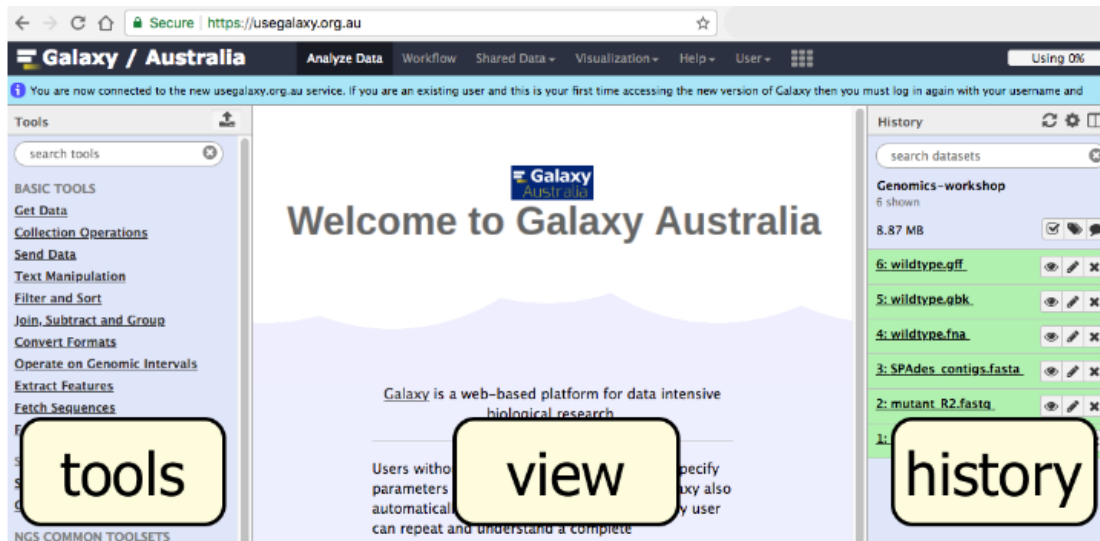 Secure https://usegalaxy.org.au
Galaxy / Australia Analyze Data Workflow Shared Data Visualization Help User Using 0%
You are now connected to the new usegalaxy.org.au service. If you are an existing user and this is your first time accessing the new version of Galaxy then you must log in again with your username and
Tools
search tools
BASIC TOOLS
Get Data
Collection Operations
Send Data
Text Manipulation
Filter and Sort
Join, Subtract and Group
Convert Formats
Operate on Genomic Intervals
Extract Features
Fetch Sequences
tools
NGS COMMON TOOLSETS
Galaxy
Australia
Welcome to Galaxy Australia
Galaxy is a web-based platform for data intensive
biological research
Users
parameters also
user
can repeat and understand a complete
view
History
search datasets
Genomics-workshop
6 shown
8.87 MB
6: wildtype.gff
5: wildtype.gbk
4: wildtype.fna
3: SPAdes_contigs.fasta
2: mutant_R2.fastq
1:
history